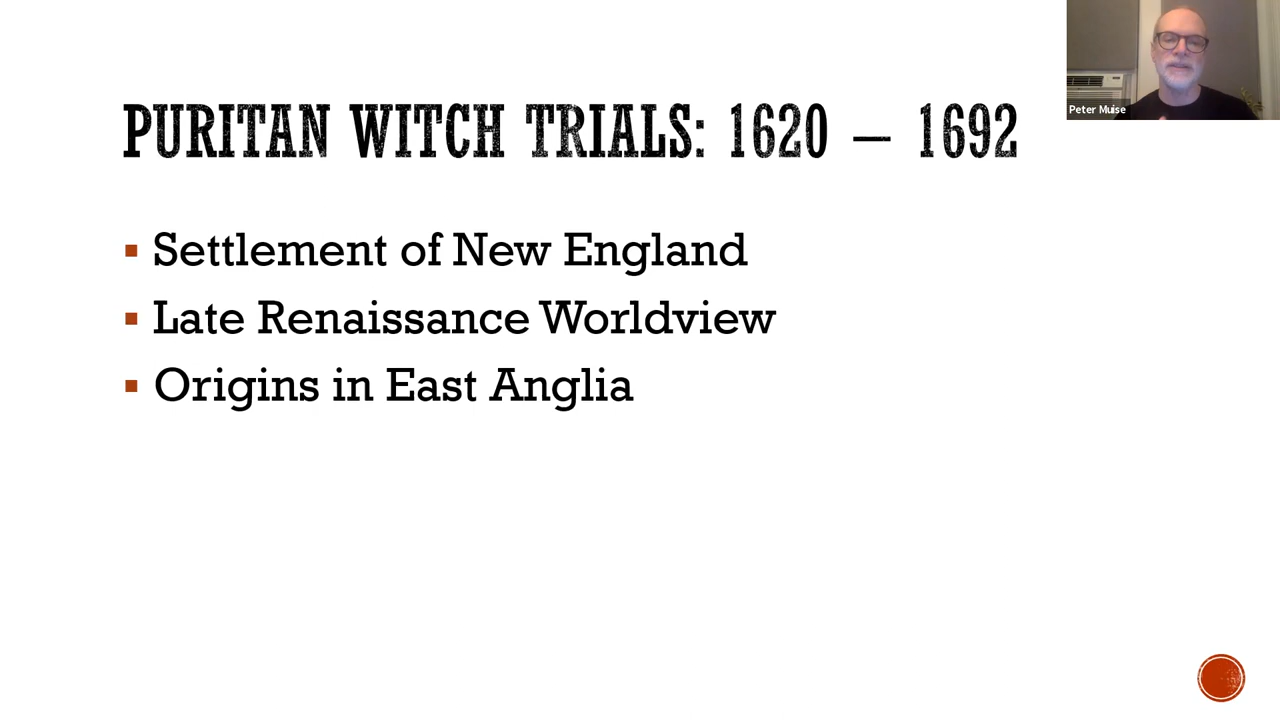 PURITAN WITCH TRIALS: 1620 – 1692
Peter Muise
Settlement of New England
Late Renaissance Worldview
Origins in East Anglia